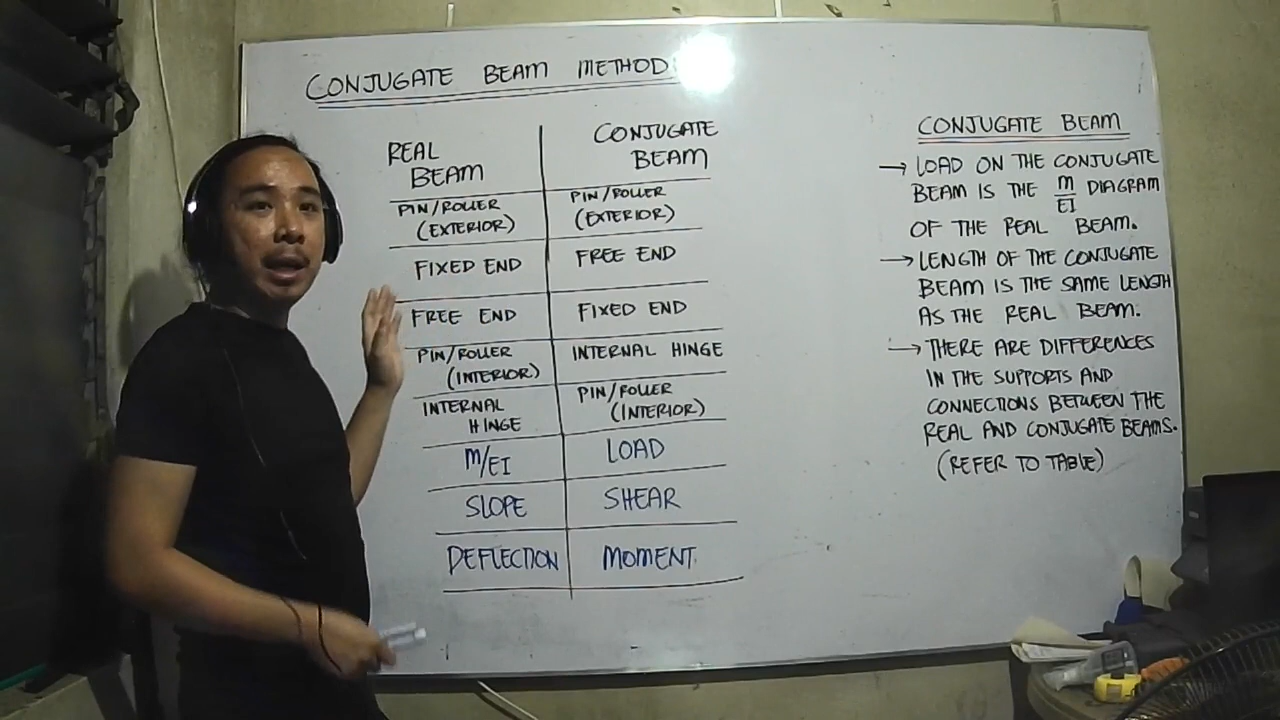 CONJUGATE BEAM METHOD
REAL
BEAM
CONJUGATE
BEAM
PIN/ROLLER
(EXTERIOR)
PIN/ROLLER
(EXTERIOR)
FIXED END
FREE END
FREE END
FIXED END
PIN/ROLLER
(INTERIOR)
INTERNAL HINGE
INTERNAL
HINGE
PIN/ROLLER
(INTERIOR)
M/EI
LOAD
SLOPE
SHEAR
DEFLECTION
MOMENT
CONJUGATE BEAM
→ LOAD ON THE CONJUGATE
BEAM IS THE M/EI DIAGRAM
OF THE REAL BEAM.
→ LENGTH OF THE CONJUGATE
BEAM IS THE SAME LENGTH
AS THE REAL BEAM.
→ THERE ARE DIFFERENCES
IN THE SUPPORTS AND
CONNECTIONS BETWEEN THE
REAL AND CONJUGATE BEAMS.
(REFER TO TABLE)